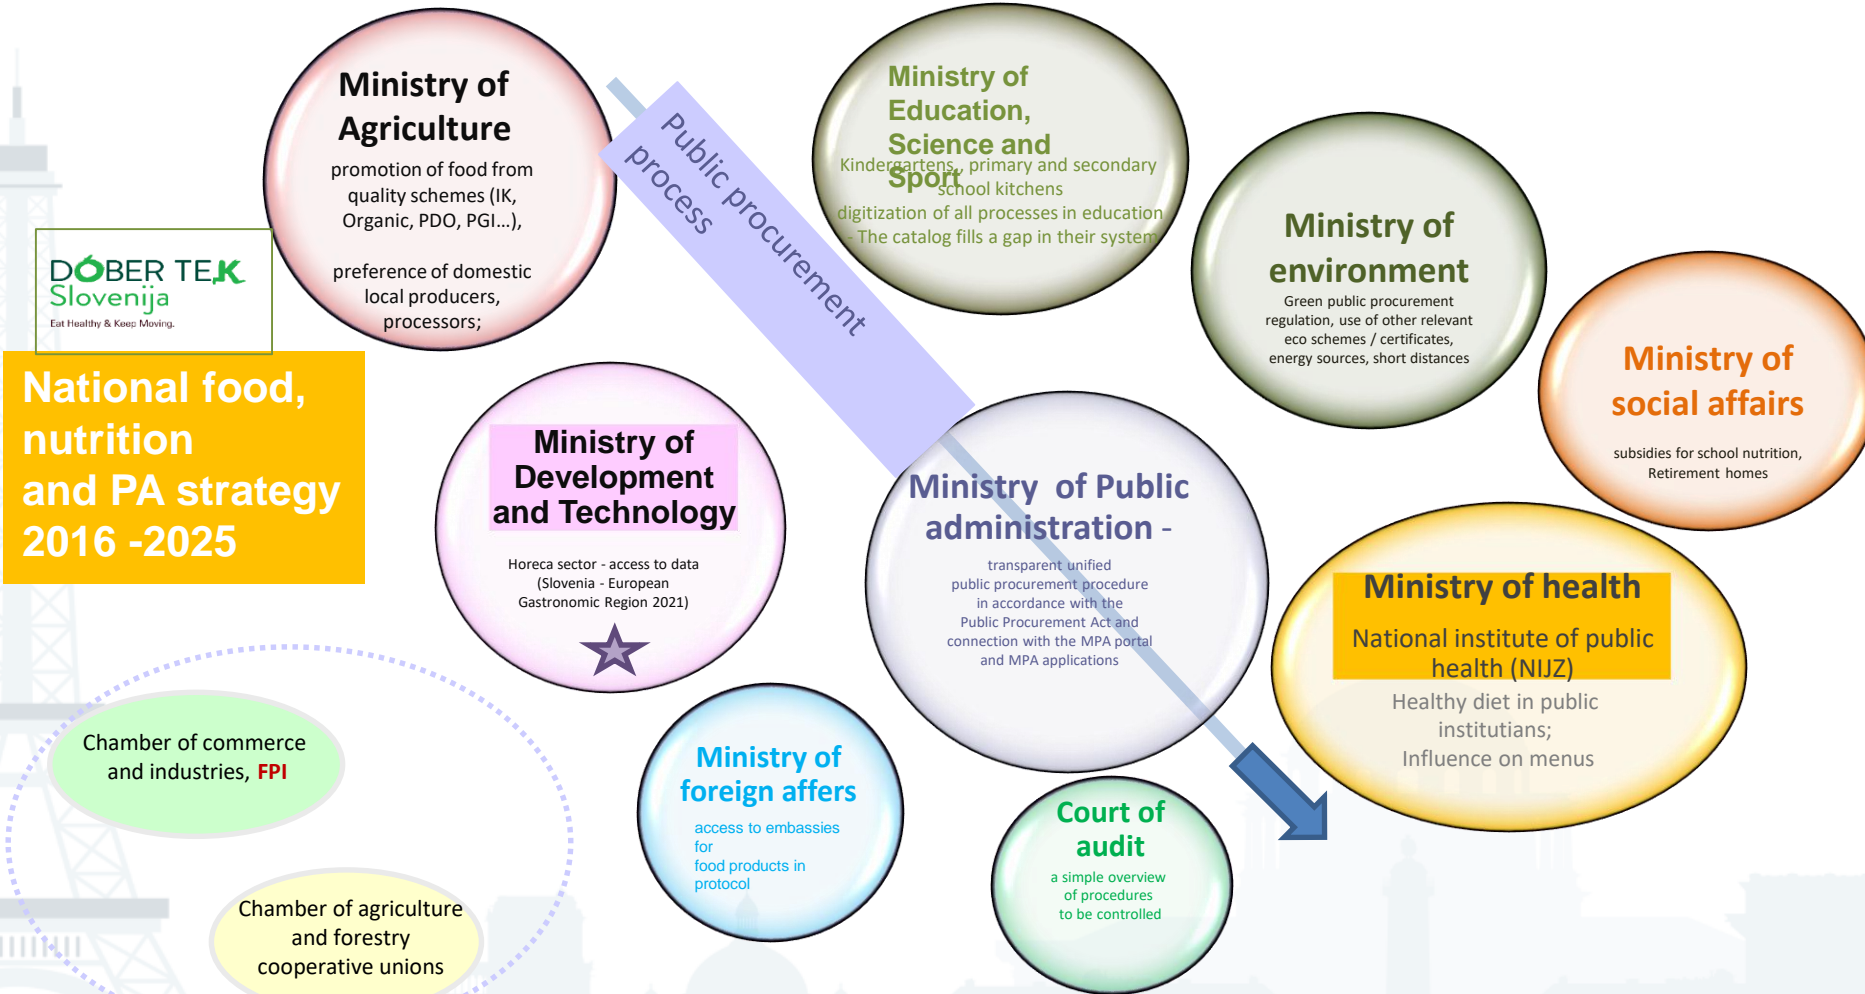 DOBER TEK
Slovenija
Eat Healthy & Keep Moving.
National food,
nutrition
and PA strategy
2016 -2025
Ministry of
Agriculture
promotion of food from
quality schemes (IK,
Organic, PDO, PGI...),
preference of domestic
local producers,
processors;
Public procurement
process
Ministry of
Education,
Science and
Sport
Kindergartens, primary and secondary
school kitchens
digitization of all processes in education
- The catalog fills a gap in their system
Ministry of
environment
Green public procurement
regulation, use of other relevant
eco schemes / certificates,
energy sources, short distances
Ministry of
social affairs
subsidies for school nutrition,
Retirement homes
Ministry of
Development
and Technology
Horeca sector - access to data
(Slovenia - European
Gastronomic Region 2021)
Ministry of Public
administration -
transparent unified
public procurement procedure
in accordance with the
Public Procurement Act and
connection with the MPA portal
and MPA applications
Ministry of health
National institute of public
health (NIJZ)
Healthy diet in public
institutians;
Influence on menus
Ministry of
foreign affers
access to embassies
for
food products in
protocol
Court of
audit
a simple overview
of procedures
to be controlled
Chamber of commerce
and industries, FPI
Chamber of agriculture
and forestry
cooperative unions